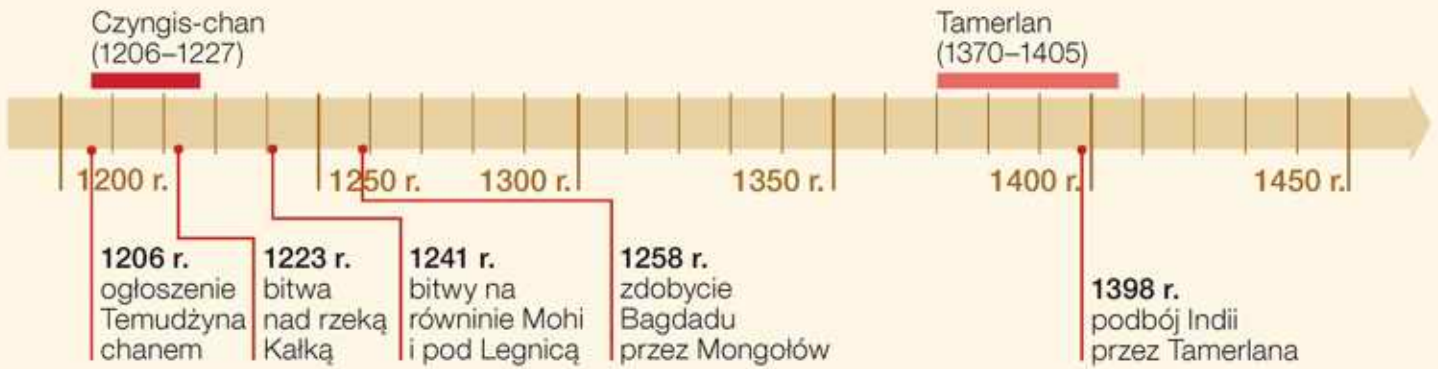 Czyngis-chan
(1206–1227)
Tamerlan
(1370–1405)
1200 r.
1250 r.
1300 r.
1350 r.
1400 r.
1450 r.
1206 r.
ogłoszenie
Temudżyna
chanem
1223 r.
bitwa
nad rzeką
Kałką
1241 r.
bitwy na
równinie Mohi
i pod Legnicą
1258 r.
zdobycie
Bagdadu
przez Mongołów
1398 r.
podbój Indii
przez Tamerlana